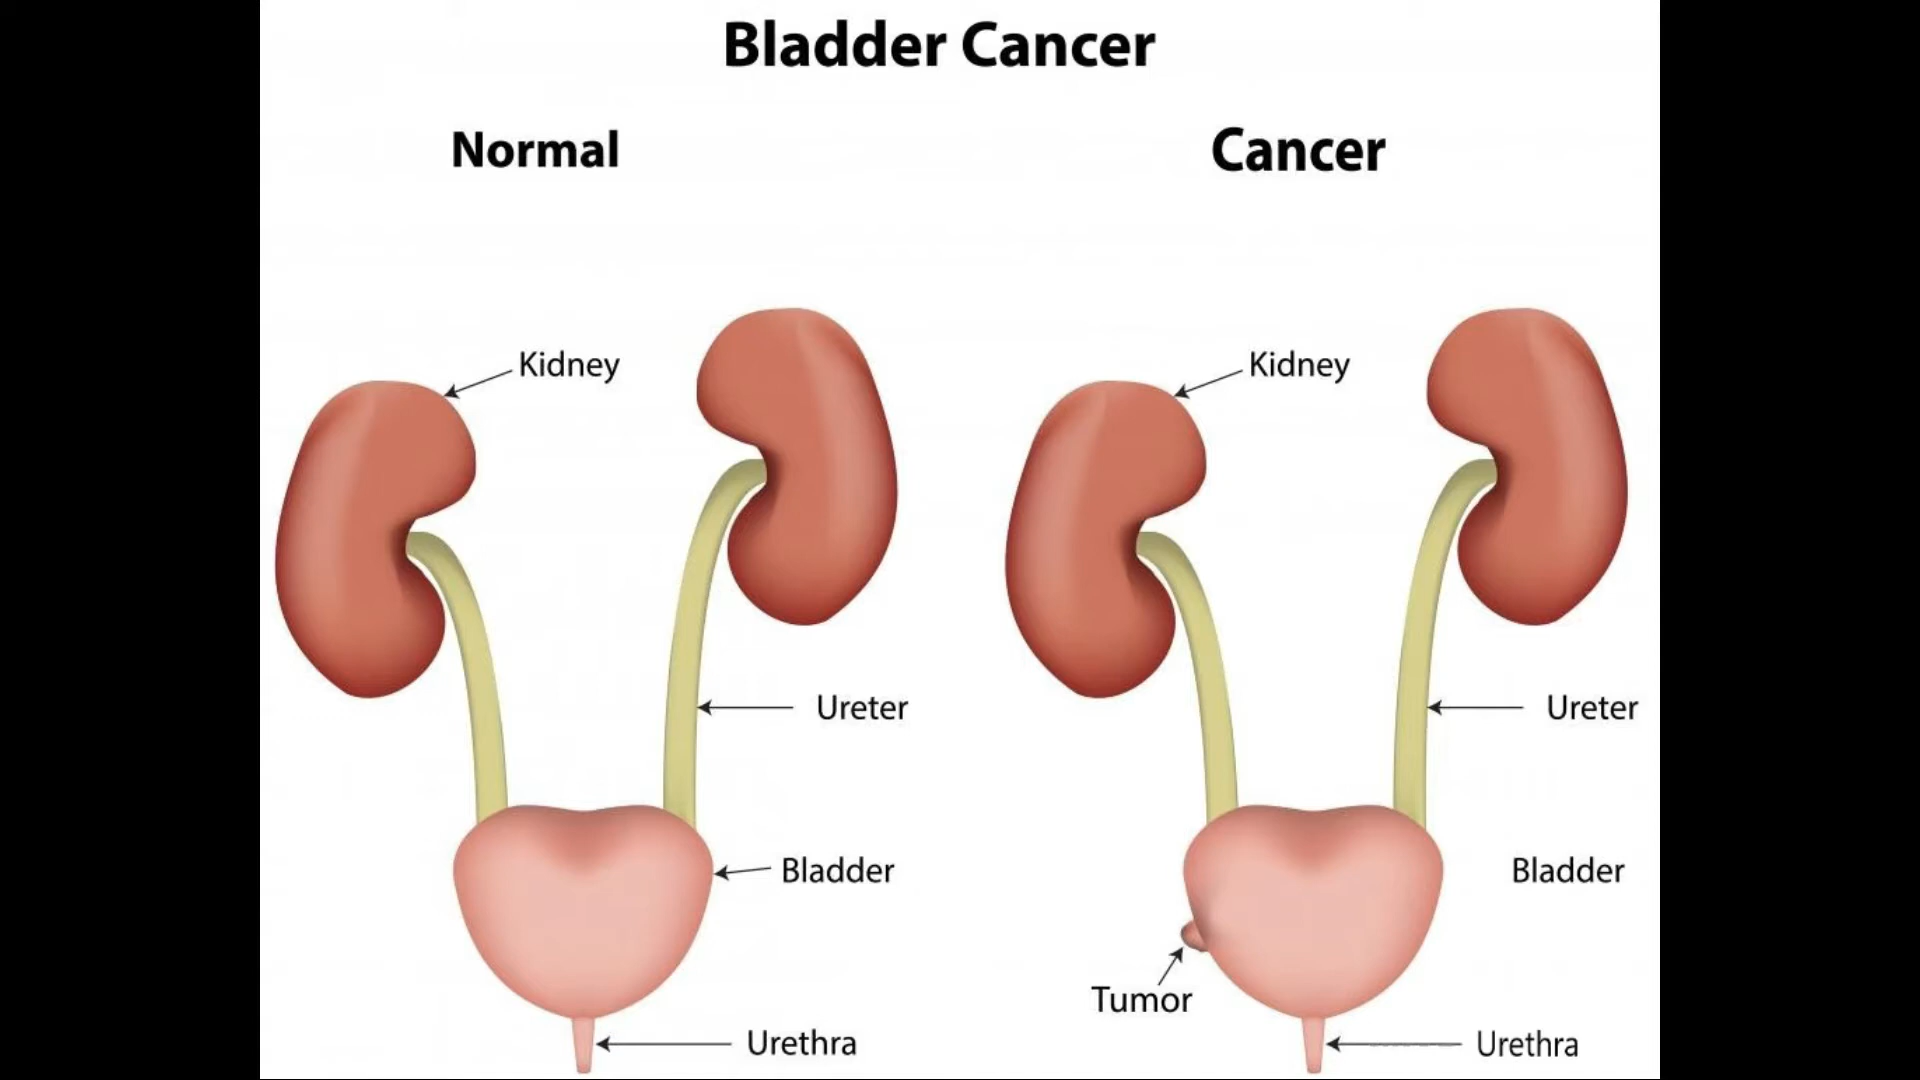 Bladder Cancer
Normal
Cancer
Kidney
Kidney
Ureter
Ureter
Bladder
Bladder
Tumor
Urethra
Urethra